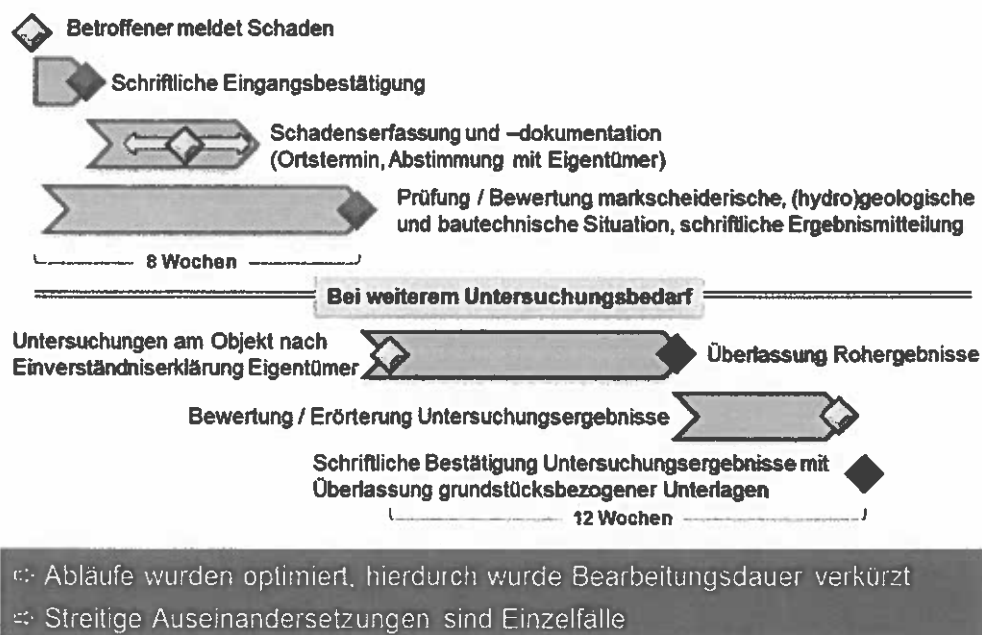 Betroffener meldet Schaden
Schriftliche Eingangsbestätigung
Schadenserfassung und –dokumentation
(Ortstermin, Abstimmung mit Eigentümer)
Prüfung / Bewertung markscheiderische, (hydro)geologische
und bautechnische Situation, schriftliche Ergebnismitteilung
8 Wochen
Bei weiterem Untersuchungsbedarf
Untersuchungen am Objekt nach
Einverständniserklärung Eigentümer
Überlassung Rohergebnisse
Bewertung / Erörterung Untersuchungsergebnisse
Schriftliche Bestätigung Untersuchungsergebnisse mit
Überlassung grundstücksbezogener Unterlagen
12 Wochen
⇨ Abläufe wurden optimiert, hierdurch wurde Bearbeitungsdauer verkürzt
⇨ Streitige Auseinandersetzungen sind Einzelfälle